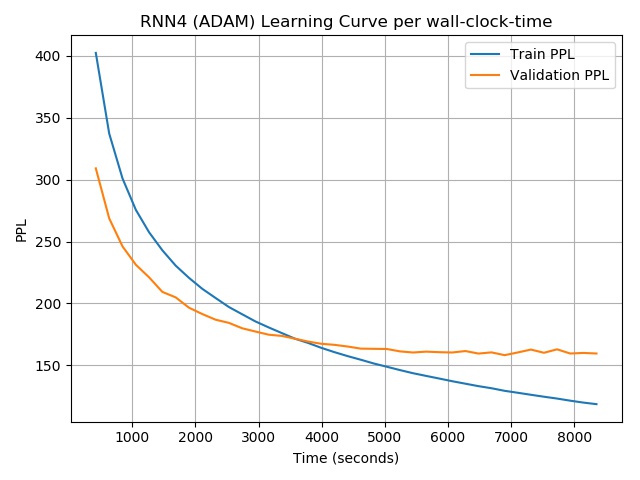 RNN4 (ADAM) Learning Curve per wall-clock-time
Train PPL
Validation PPL
400
350
300
250
200
150
PPL
1000 2000 3000 4000 5000 6000 7000 8000
Time (seconds)